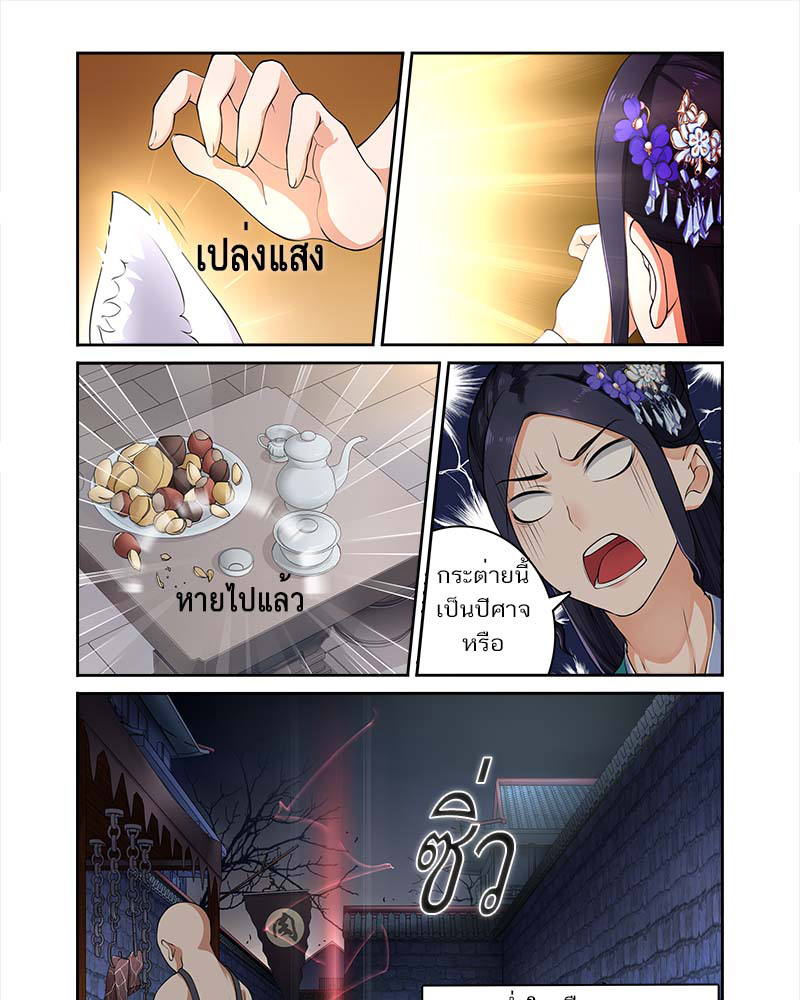 เปล่งแสง
หายไปแล้ว
กระต่ายนี้
เป็นปีศาจ
หรือ
ซิ่ว